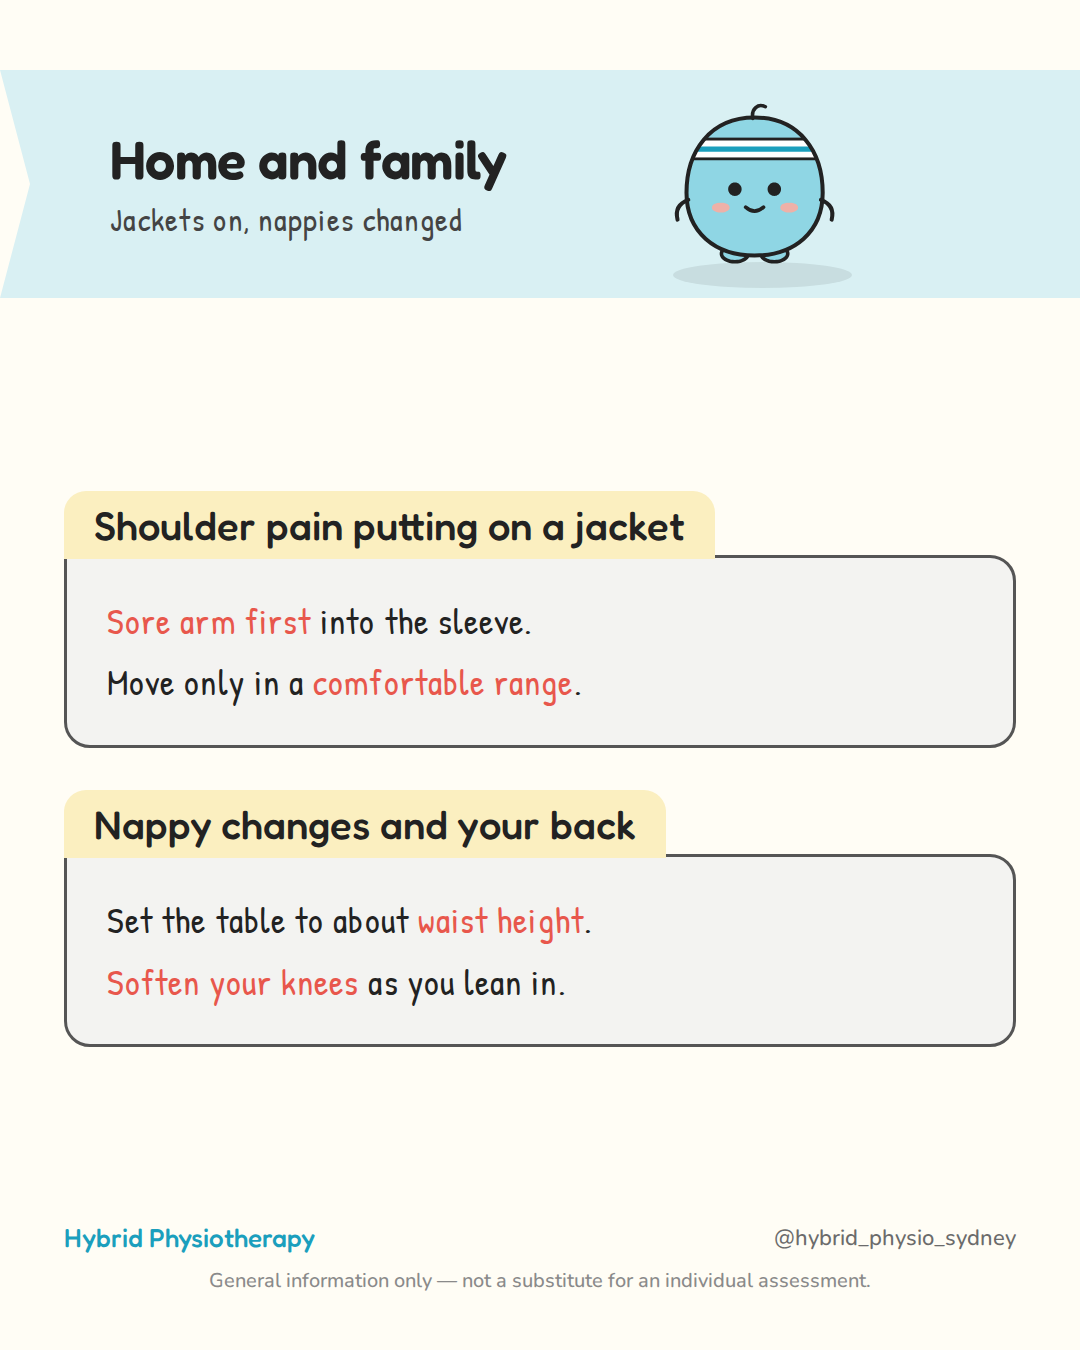 Home and family
Jackets on, nappies changed
Shoulder pain putting on a jacket
Sore arm first into the sleeve.
Move only in a comfortable range.
Nappy changes and your back
Set the table to about waist height.
Soften your knees as you lean in.
Hybrid Physiotherapy
@hybrid_physio_sydney
General information only — not a substitute for an individual assessment.